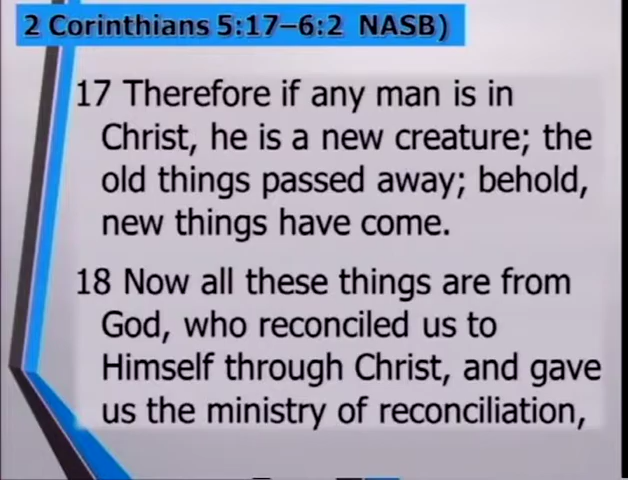 2 Corinthians 5:17–6:2 NASB)
17 Therefore if any man is in
Christ, he is a new creature; the
old things passed away; behold,
new things have come.
18 Now all these things are from
God, who reconciled us to
Himself through Christ, and gave
us the ministry of reconciliation,